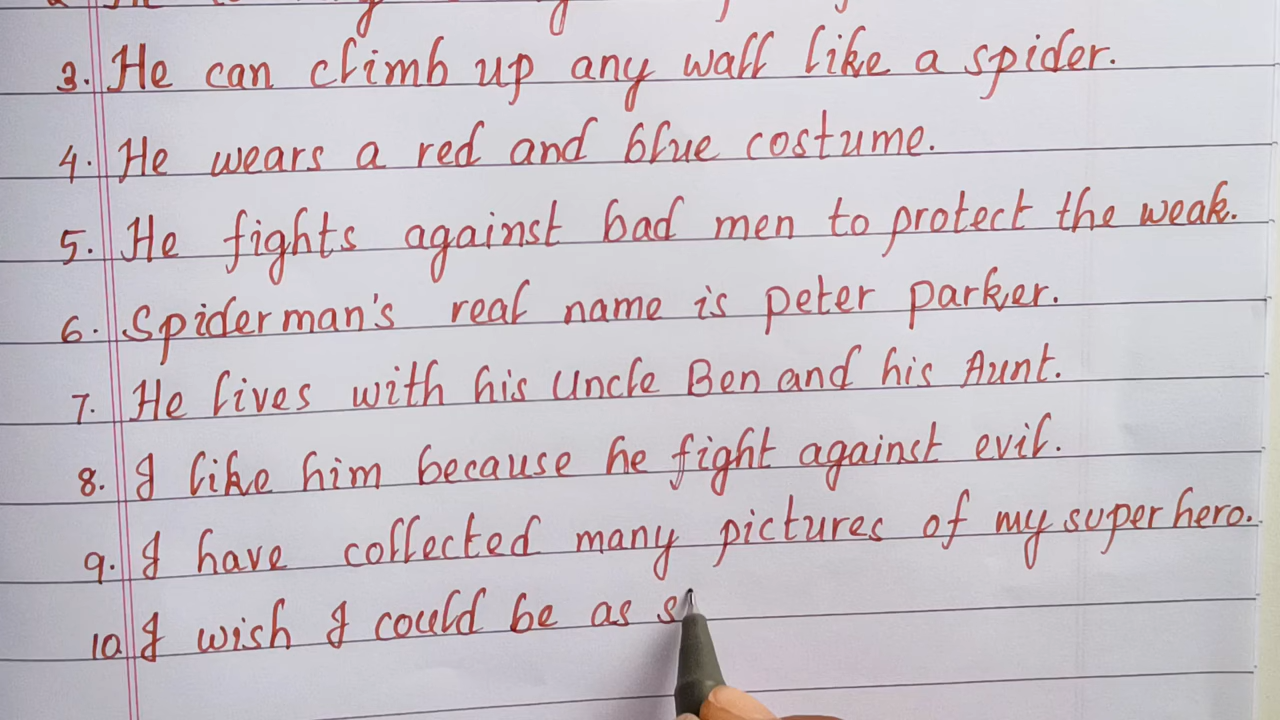 3. He can climb up any wall like a spider.
4. He wears a red and blue costume.
5. He fights against bad men to protect the weak.
6. Spiderman's real name is peter parker.
7. He lives with his Uncle Ben and his Aunt.
8. I like him because he fight against evil.
9. I have collected many pictures of my superhero.
10. I wish I could be as s